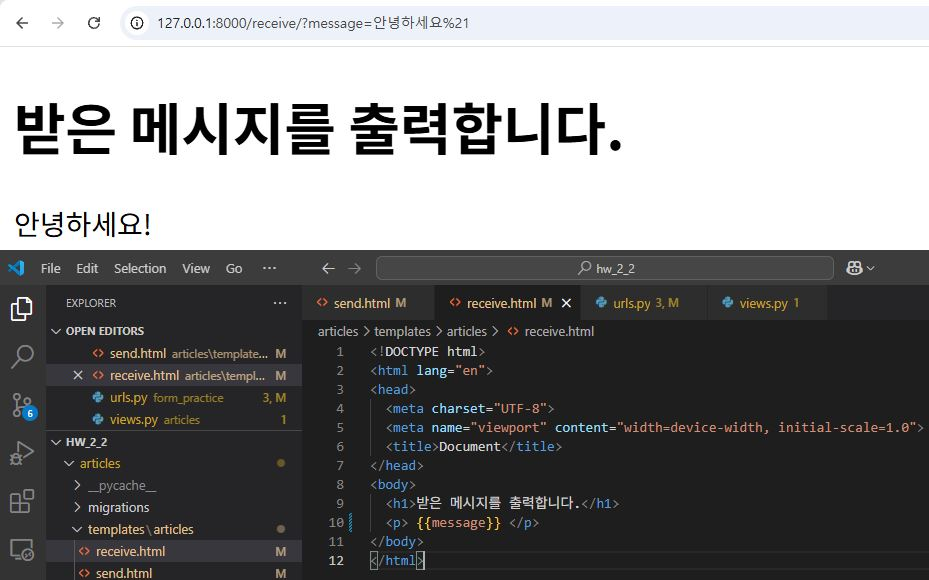 127.0.0.1:8000/receive/?message=안녕하세요%21
받은 메시지를 출력합니다.
안녕하세요!
File Edit Selection View Go ··· hw_2_2
EXPLORER ···
OPEN EDITORS
send.html articles\template... M
receive.html articles\templ... M
urls.py form_practice 3, M
views.py articles 1
6
HW_2_2
articles
__pycache__
migrations
templates\articles
receive.html M
send.html M
send.html M receive.html M urls.py 3, M views.py 1
articles > templates > articles > receive.html
1 <!DOCTYPE html>
2 <html lang="en">
3 <head>
4 <meta charset="UTF-8">
5 <meta name="viewport" content="width=device-width, initial-scale=1.0">
6 <title>Document</title>
7 </head>
8 <body>
9 <h1>받은 메시지를 출력합니다.</h1>
10 <p> {{message}} </p>
11 </body>
12 </html>